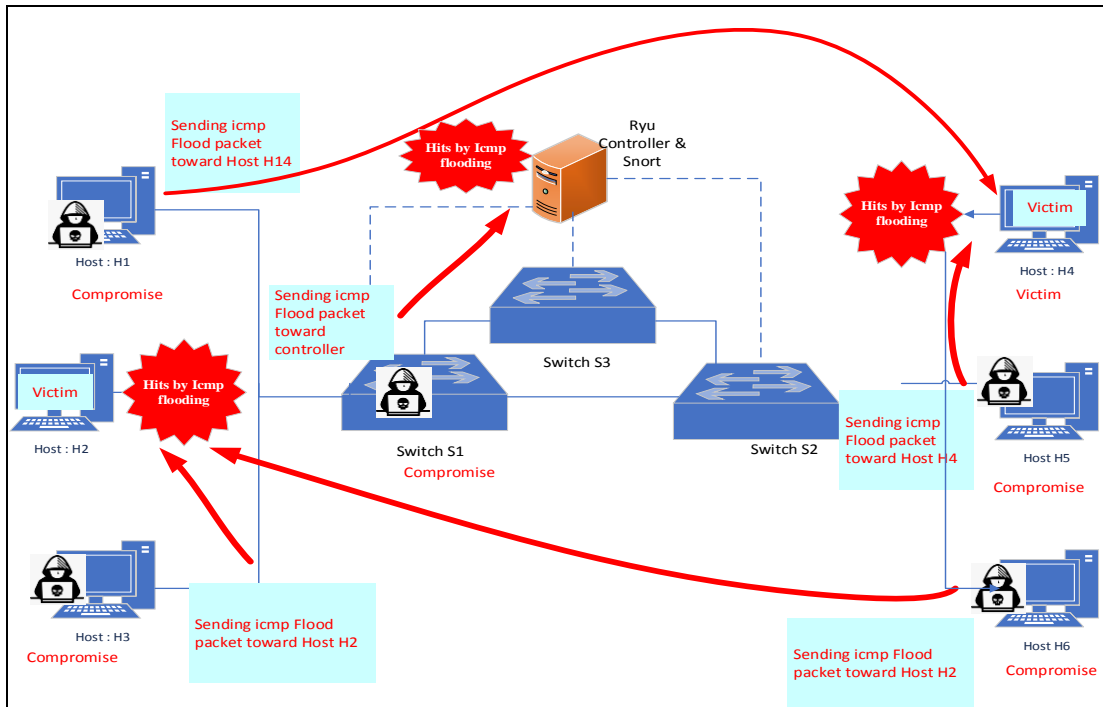 Sending icmp
Flood packet
toward Host H14
Hits by Icmp
flooding
Ryu
Controller &
Snort
Host : H1
Compromise
Hits by Icmp
flooding
Victim
Host : H4
Victim
Sending icmp
Flood packet
toward
controller
Switch S3
Victim
Host : H2
Hits by Icmp
flooding
Switch S1
Compromise
Switch S2
Sending icmp
Flood packet
toward Host H4
Host H5
Compromise
Host : H3
Compromise
Sending icmp Flood
packet toward Host H2
Sending icmp Flood
packet toward Host H2
Host H6
Compromise